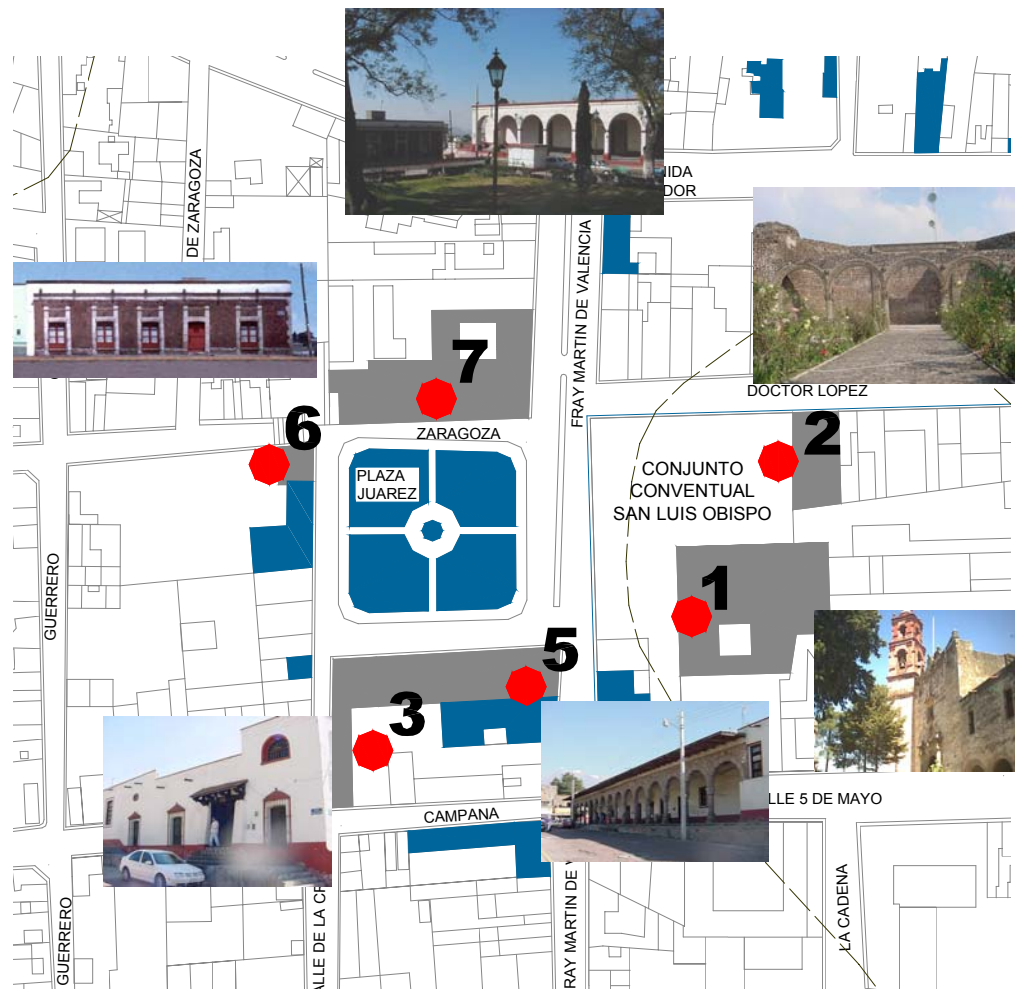 DE ZARAGOZA
NIDA
DOR
FRAY MARTIN DE VALENCIA
DOCTOR LOPEZ
7
6
ZARAGOZA
2
PLAZA
JUAREZ
CONJUNTO
CONVENTUAL
SAN LUIS OBISPO
GUERRERO
1
5
3
CAMPANA
LLE 5 DE MAYO
GUERRERO
ALLE DE LA CR
RAY MARTIN DE V
LA CADENA